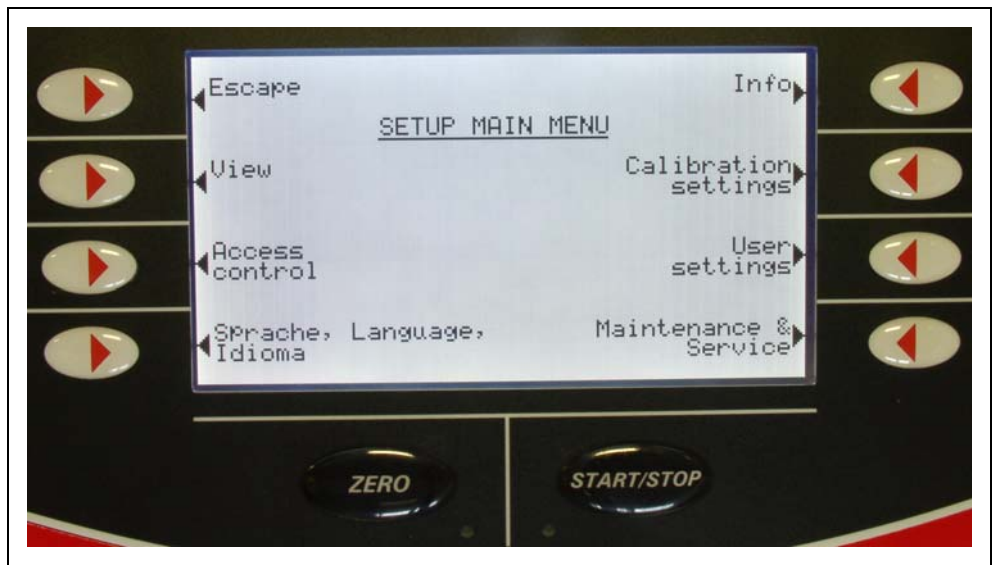 Escape
Info
SETUP MAIN MENU
View
Calibration
settings
Access
control
User
settings
Sprache, Language,
Idioma
Maintenance &
Service
ZERO
START/STOP